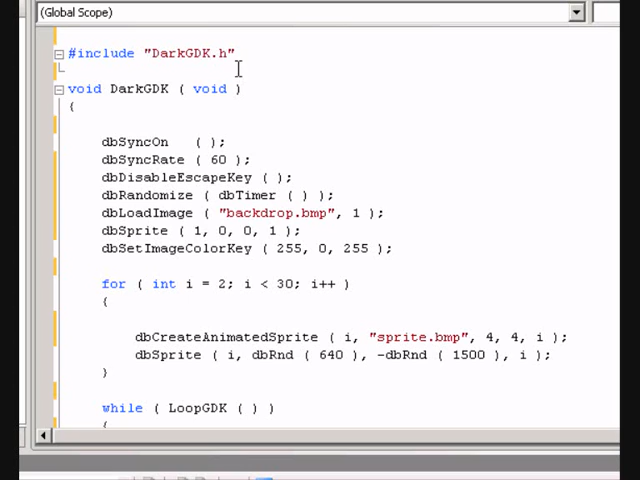 (Global Scope)
#include "DarkGDK.h"
void DarkGDK ( void )
{
dbSyncOn   ( );
dbSyncRate ( 60 );
dbDisableEscapeKey ( );
dbRandomize ( dbTimer ( ) );
dbLoadImage ( "backdrop.bmp", 1 );
dbSprite ( 1, 0, 0, 1 );
dbSetImageColorKey ( 255, 0, 255 );
for ( int i = 2; i < 30; i++ )
{
dbCreateAnimatedSprite ( i, "sprite.bmp", 4, 4, i );
dbSprite ( i, dbRnd ( 640 ), -dbRnd ( 1500 ), i );
}
while ( LoopGDK ( ) )
{